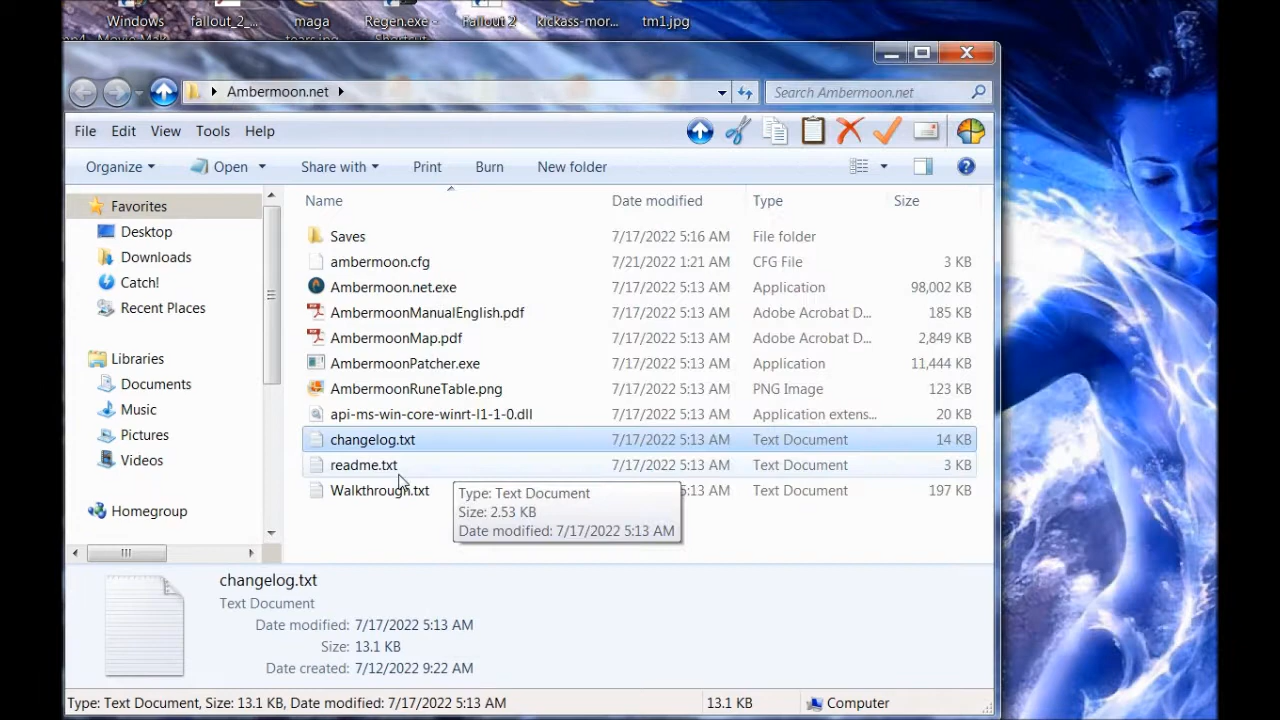 Windows fallout_2_... maga Regen.exe - Fallout 2 kickass-mor... tm1.jpg
Ambermoon.net
Search Ambermoon.net
File Edit View Tools Help
Organize Open Share with Print Burn New folder
Name Date modified Type Size
Favorites
Desktop
Downloads
Catch!
Recent Places
Libraries
Documents
Music
Pictures
Videos
Homegroup
Saves 7/17/2022 5:16 AM File folder
ambermoon.cfg 7/21/2022 1:21 AM CFG File 3 KB
Ambermoon.net.exe 7/17/2022 5:13 AM Application 98,002 KB
AmbermoonManualEnglish.pdf 7/17/2022 5:13 AM Adobe Acrobat D... 185 KB
AmbermoonMap.pdf 7/17/2022 5:13 AM Adobe Acrobat D... 2,849 KB
AmbermoonPatcher.exe 7/17/2022 5:13 AM Application 11,444 KB
AmbermoonRuneTable.png 7/17/2022 5:13 AM PNG Image 123 KB
api-ms-win-core-winrt-l1-1-0.dll 7/17/2022 5:13 AM Application extens... 20 KB
changelog.txt 7/17/2022 5:13 AM Text Document 14 KB
readme.txt 7/17/2022 5:13 AM Text Document 3 KB
Walkthrough.txt 5:13 AM Text Document 197 KB
Type: Text Document
Size: 2.53 KB
Date modified: 7/17/2022 5:13 AM
changelog.txt
Text Document
Date modified: 7/17/2022 5:13 AM
Size: 13.1 KB
Date created: 7/12/2022 9:22 AM
Type: Text Document, Size: 13.1 KB, Date modified: 7/17/2022 5:13 AM 13.1 KB Computer